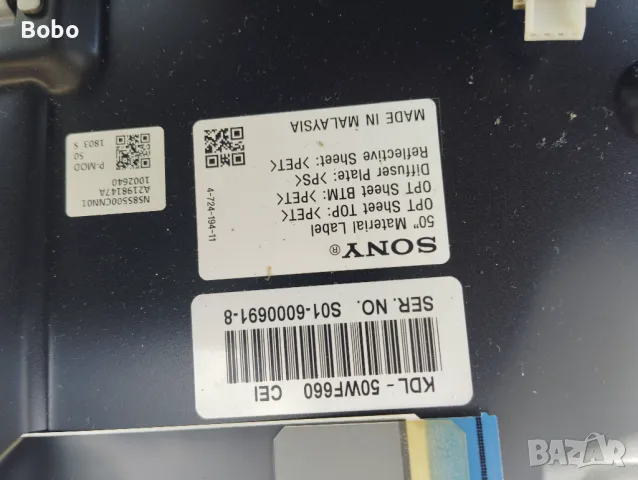 Bobo
1803 S
50
P-MOD
1002640
A2198147A
NS8S500CNN01
SONY®
50" Material Label
OPT Sheet TOP: >PET<
OPT Sheet BTM: >PET<
Diffuser Plate: >PS<
Reflective Sheet: >PET<
MADE IN MALAYSIA
4-724-194-11
KDL - 50WF660 CEI
SER. NO. S01-6000691-8
BAZAR